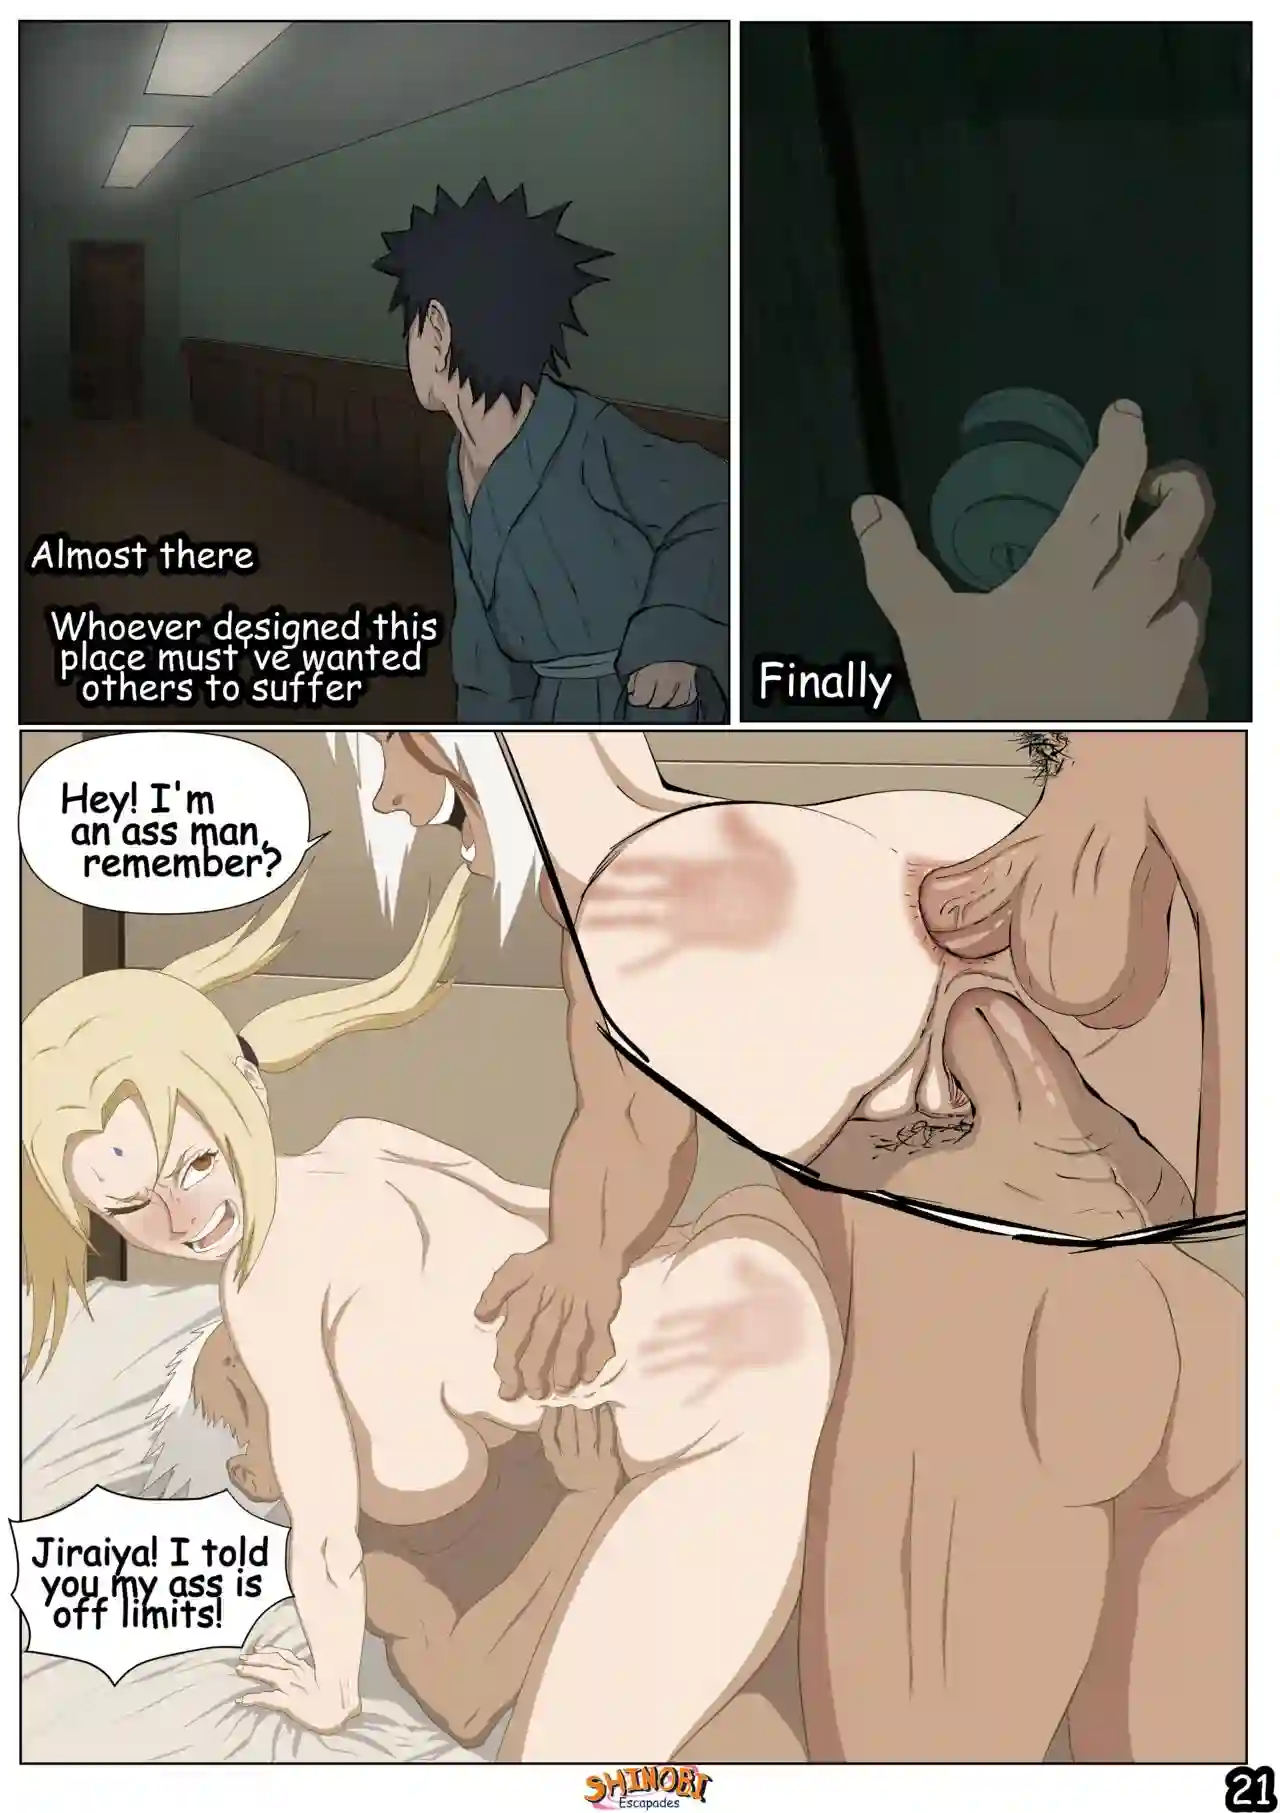 Almost there
Whoever designed this
place must've wanted
others to suffer
Finally
Hey! I'm
an ass man,
remember?
Jiraiya! I told
you my ass is
off limits!
SHINOBI
Escapades
21